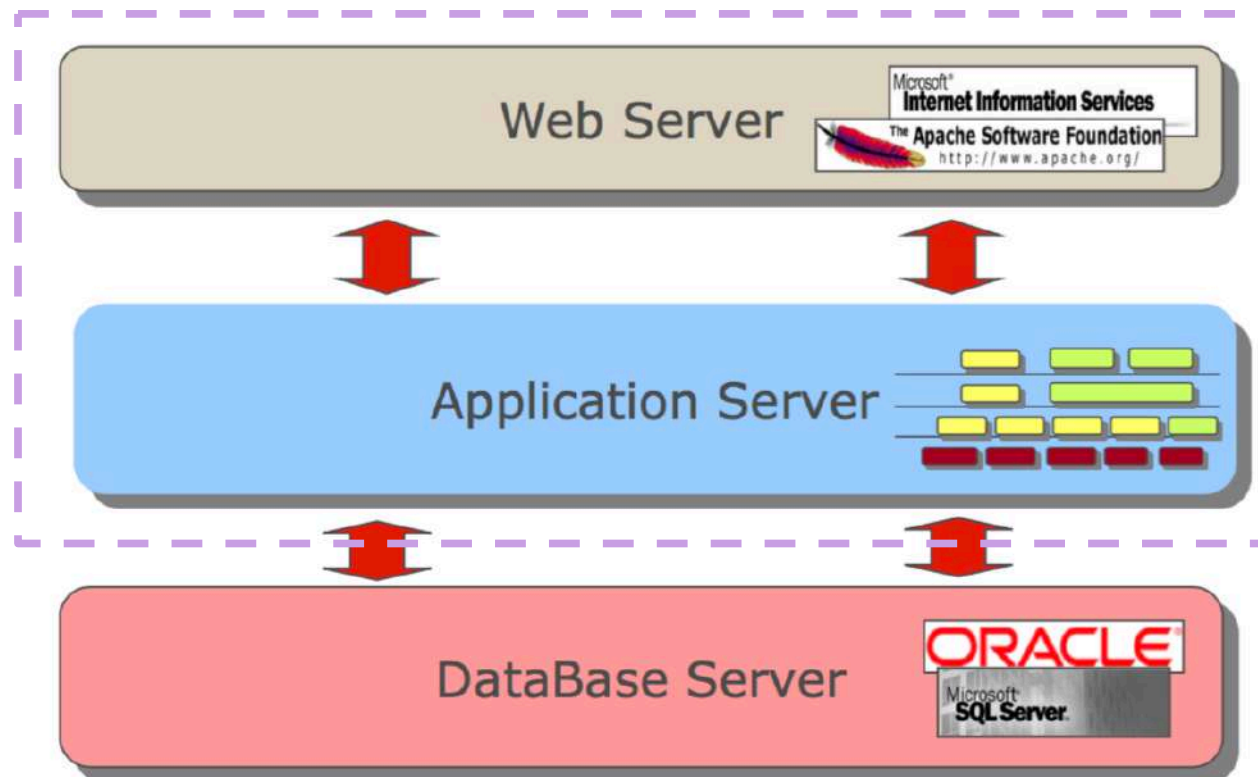 Web Server
Microsoft®
Internet Information Services
The Apache Software Foundation
http://www.apache.org/
Application Server
DataBase Server
ORACLE®
Microsoft®
SQL Server